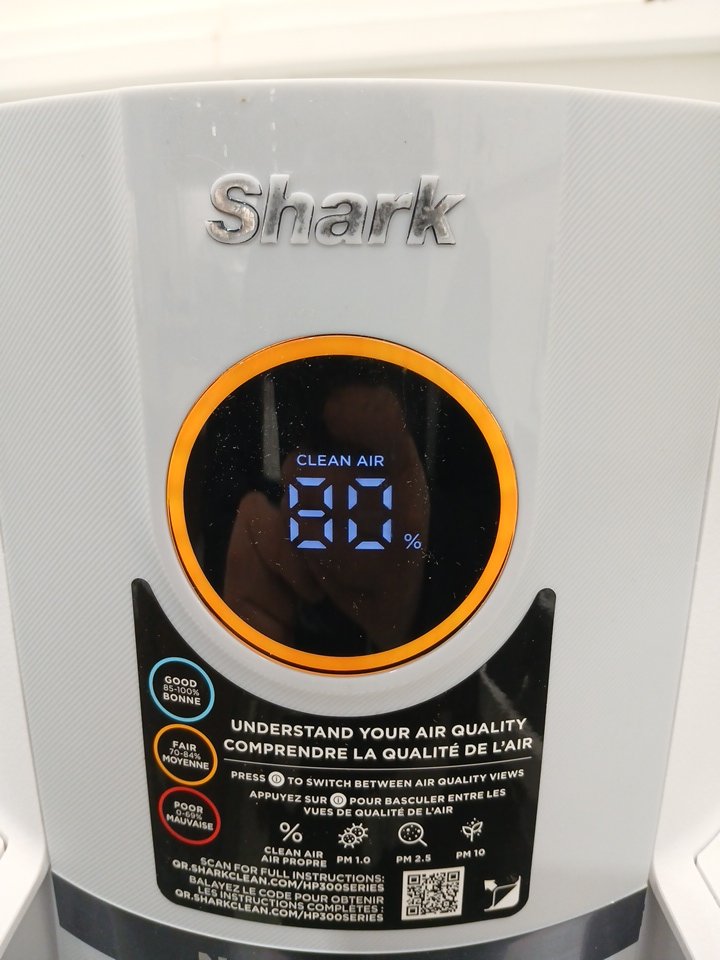 Shark
CLEAN AIR
80 %
GOOD
85-100%
BONNE
FAIR
70-84%
MOYENNE
POOR
0-69%
MAUVAISE
UNDERSTAND YOUR AIR QUALITY
COMPRENDRE LA QUALITÉ DE L'AIR
PRESS TO SWITCH BETWEEN AIR QUALITY VIEWS
APPUYEZ SUR POUR BASCULER ENTRE LES
VUES DE QUALITÉ DE L'AIR
%
CLEAN AIR
AIR PROPRE
PM 1.0
PM 2.5
PM 10
SCAN FOR FULL INSTRUCTIONS:
QR.SHARKCLEAN.COM/HP300SERIES
BALAYEZ LE CODE POUR OBTENIR
LES INSTRUCTIONS COMPLÈTES :
QR.SHARKCLEAN.COM/HP300SERIES